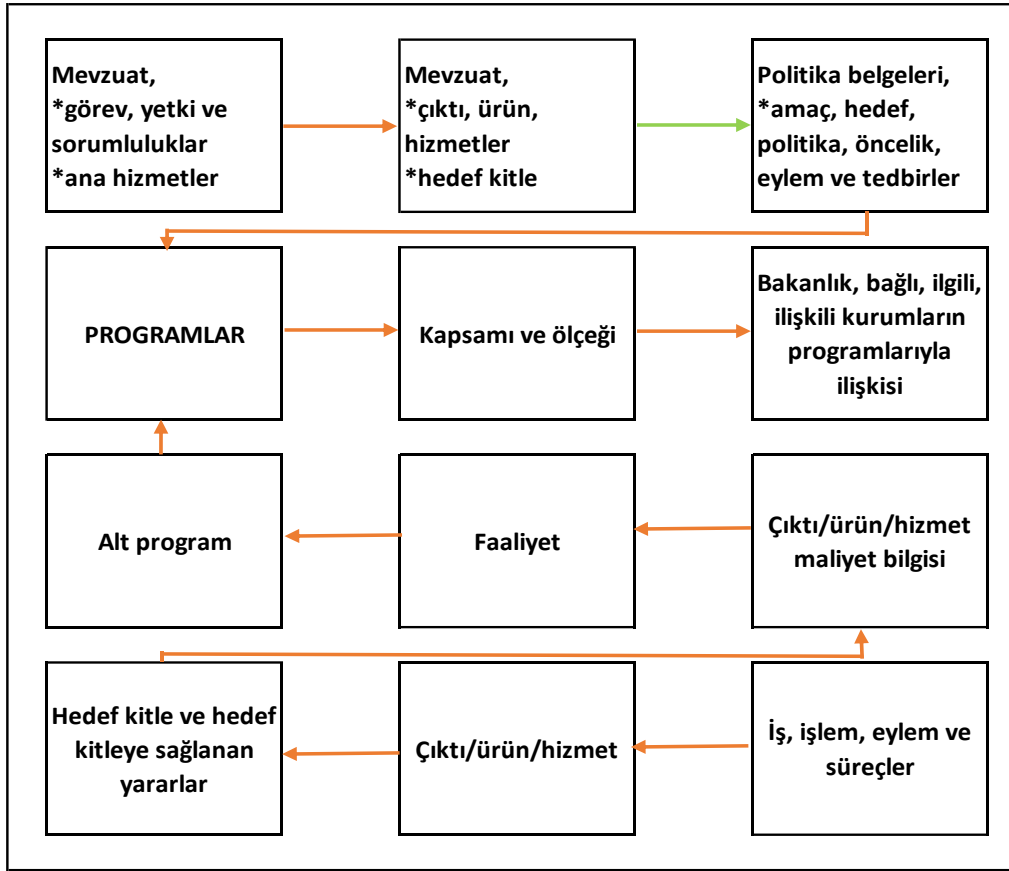 Mevzuat,
*görev, yetki ve
sorumluluklar
*ana hizmetler
Mevzuat,
*çıktı, ürün,
hizmetler
*hedef kitle
Politika belgeleri,
*amaç, hedef,
politika, öncelik,
eylem ve tedbirler
PROGRAMLAR
Kapsamı ve ölçeği
Bakanlık, bağlı, ilgili,
ilişkili kurumların
programlarıyla
ilişkisi
Alt program
Faaliyet
Çıktı/ürün/hizmet
maliyet bilgisi
Hedef kitle ve hedef
kitleye sağlanan
yararlar
Çıktı/ürün/hizmet
İş, işlem, eylem ve
süreçler